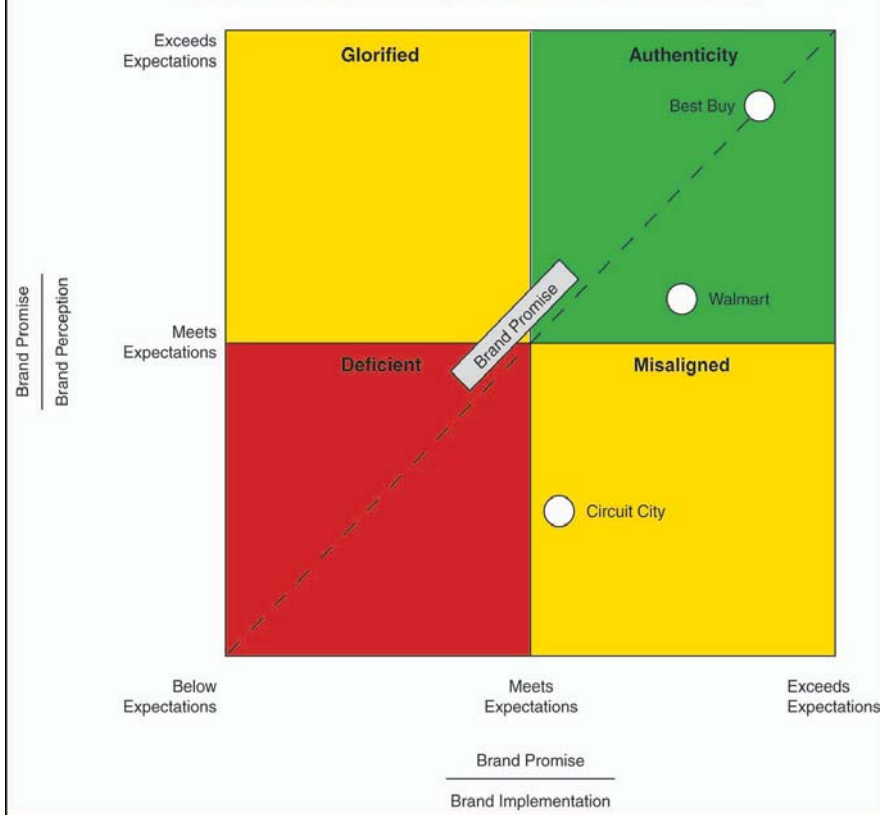 Exceeds
Expectations
Glorified
Authenticity
Best Buy
Brand Promise
Walmart
Brand Promise
Brand Perception
Meets
Expectations
Deficient
Misaligned
Circuit City
Below
Expectations
Meets
Expectations
Exceeds
Expectations
Brand Promise
Brand Implementation